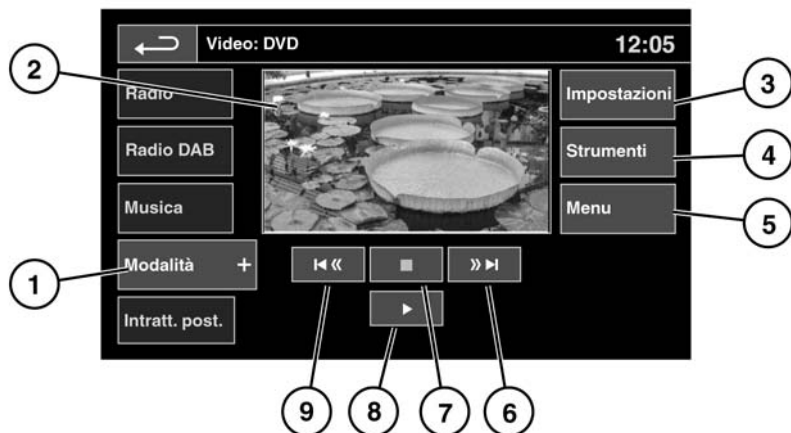 Video: DVD
12:05
2
Radio
Impostazioni
3
Radio DAB
Strumenti
4
Musica
Menu
5
1
Modalità +
Intratt. post.
9
8
7
6